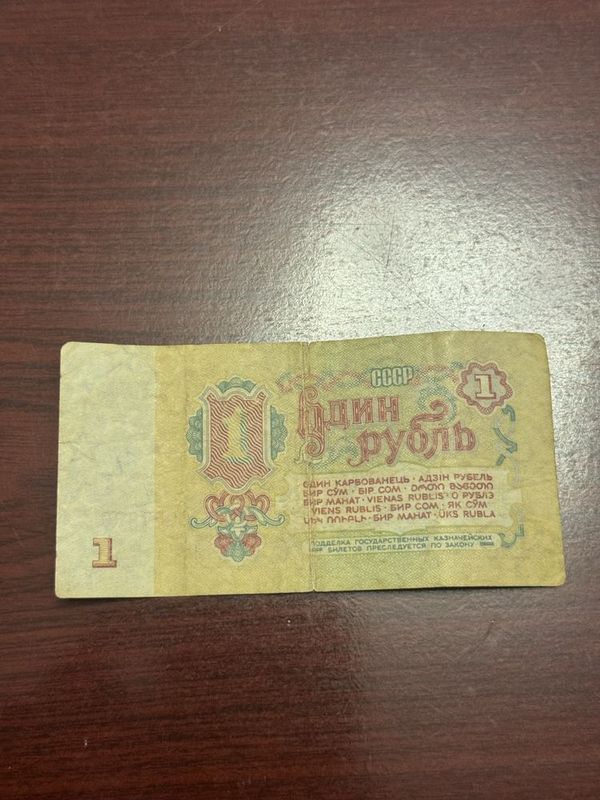 1
1
СССР
1
Один
рубль
ОДИН КАРБОВАНЕЦЬ · АДЗІН РУБЕЛЬ
БИР СЎМ · БІР СОМ · ᲔᲠᲗᲘ ᲛᲐᲜᲔᲗᲘ
БИР МАНАТ · VIENAS RUBLIS · О РУБЛЭ
VIENS RUBLIS · БИР СОМ · ЯК СЎМ
ՄԵԿ ՌՈՒԲԼԻ · БИР МАНАТ · ÜKS RUBLA
ПОДДЕЛКА ГОСУДАРСТВЕННЫХ КАЗНАЧЕЙСКИХ
БИЛЕТОВ ПРЕСЛЕДУЕТСЯ ПО ЗАКОНУ